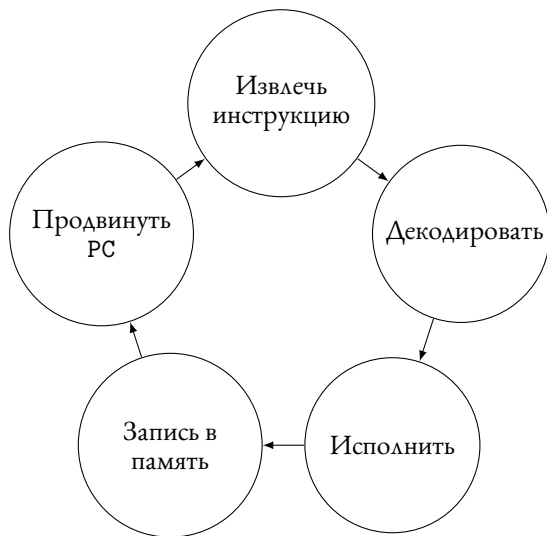 Извлечь
инструкцию
Декодировать
Исполнить
Запись в
память
Продвинуть
PC